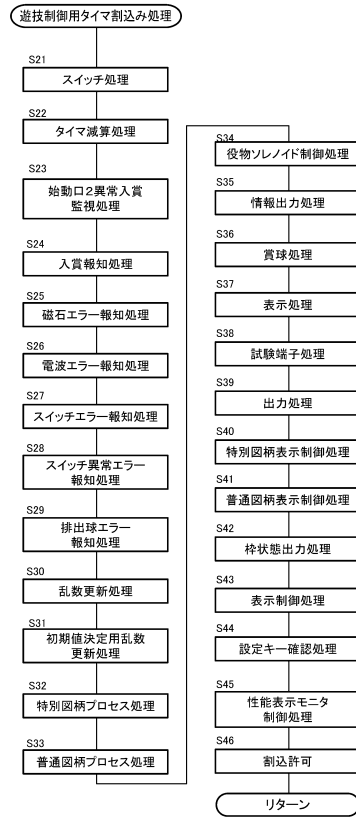 遊技制御用タイマ割込み処理
S21
スイッチ処理
S22
タイマ減算処理
S23
始動口２異常入賞
監視処理
S24
入賞報知処理
S25
磁石エラー報知処理
S26
電波エラー報知処理
S27
スイッチエラー報知処理
S28
スイッチ異常エラー
報知処理
S29
排出球エラー
報知処理
S30
乱数更新処理
S31
初期値決定用乱数
更新処理
S32
特別図柄プロセス処理
S33
普通図柄プロセス処理
S34
役物ソレノイド制御処理
S35
情報出力処理
S36
賞球処理
S37
表示処理
S38
試験端子処理
S39
出力処理
S40
特別図柄表示制御処理
S41
普通図柄表示制御処理
S42
枠状態出力処理
S43
表示制御処理
S44
設定キー確認処理
S45
性能表示モニタ
制御処理
S46
割込許可
リターン